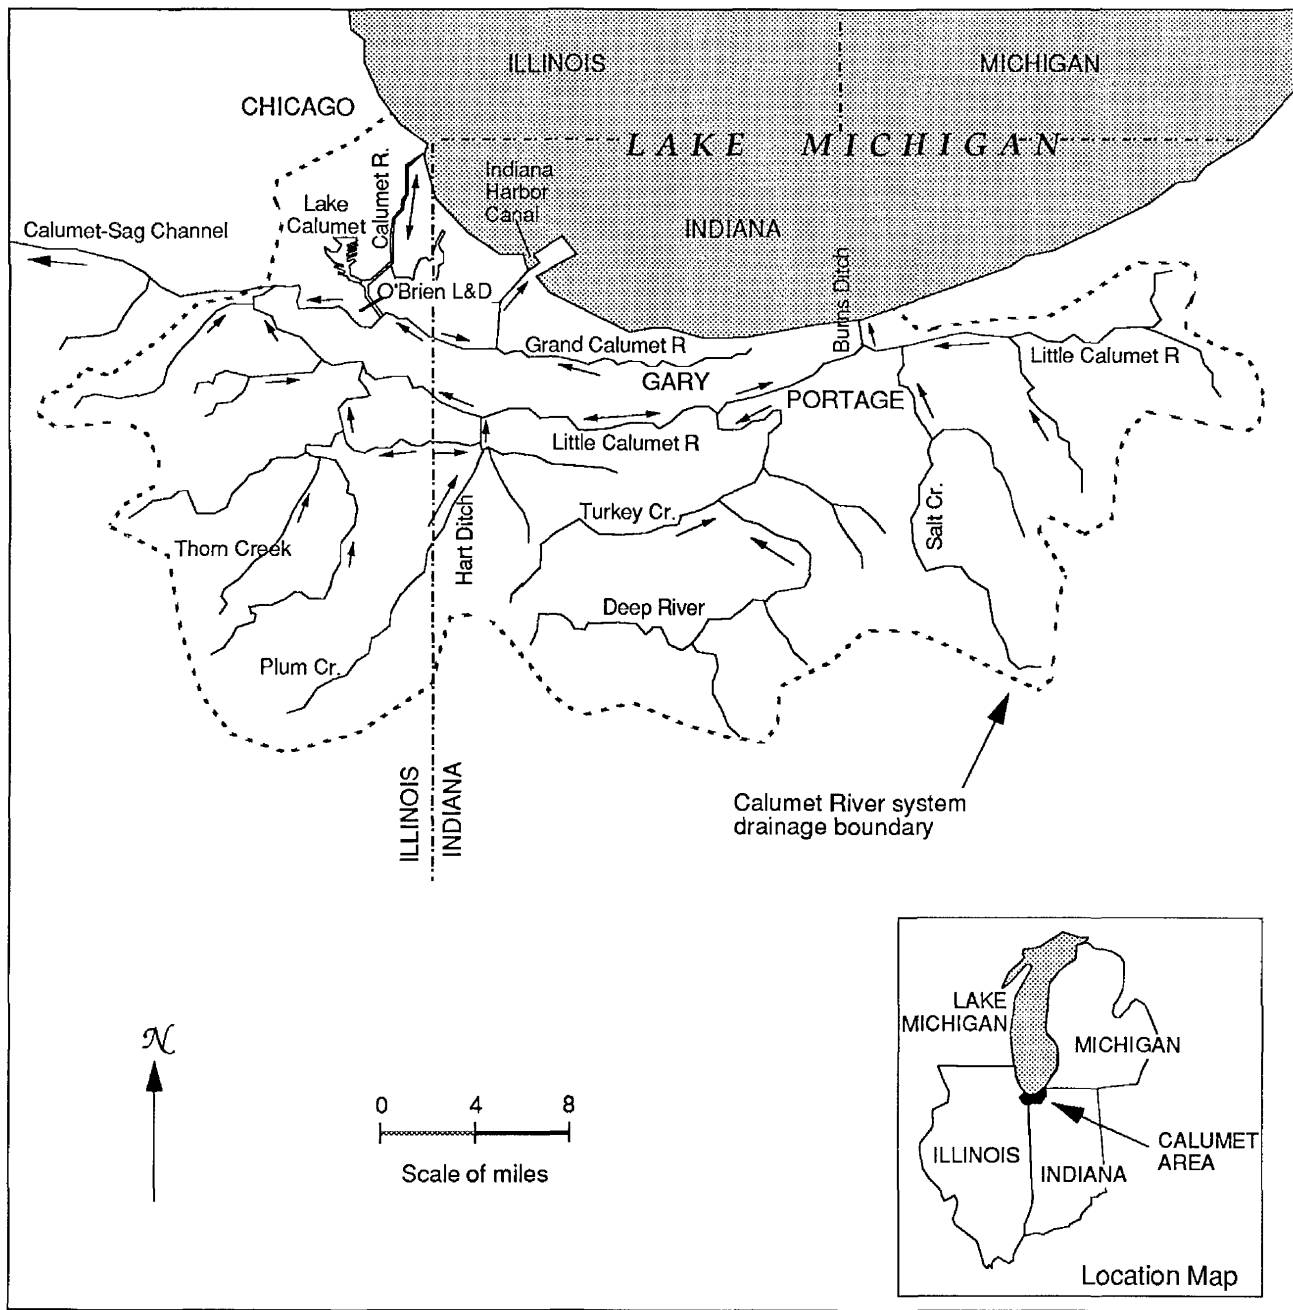 ILLINOIS
MICHIGAN
CHICAGO
LAKE MICHIGAN
Calumet R.
Indiana
Harbor
Canal
Lake
Calumet
Calumet-Sag Channel
INDIANA
Burns Ditch
O'Brien L&D
Grand Calumet R
Little Calumet R
GARY
PORTAGE
Little Calumet R
Turkey Cr.
Salt Cr.
Hart Ditch
Thorn Creek
Deep River
Plum Cr.
ILLINOIS
INDIANA
Calumet River system
drainage boundary
N
0 4 8
Scale of miles
LAKE
MICHIGAN
MICHIGAN
ILLINOIS
INDIANA
CALUMET
AREA
Location Map